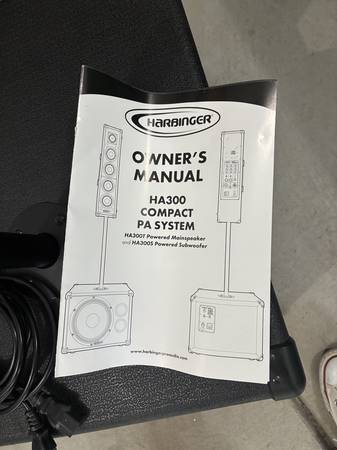 HARBINGER
OWNER'S
MANUAL
HA300
COMPACT
PA SYSTEM
HA300T Powered Mainspeaker
and HA300S Powered Subwoofer
www.harbingerproaudio.com